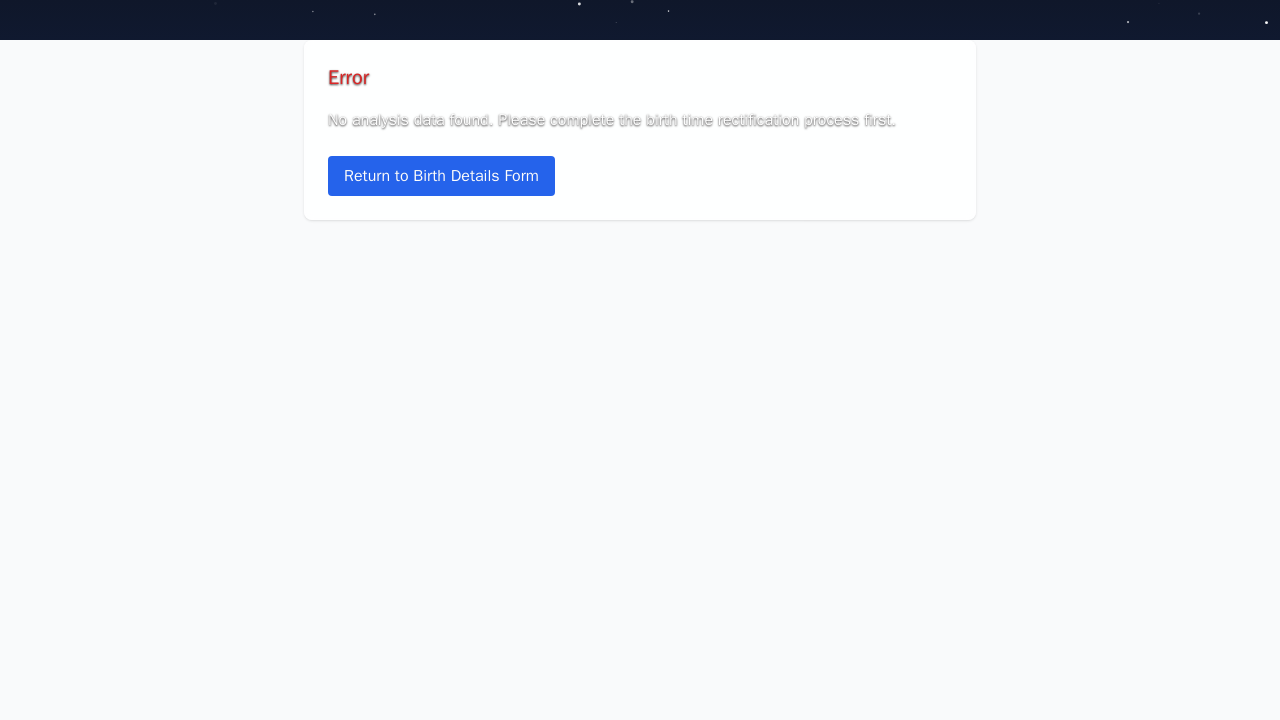 Error
No analysis data found. Please complete the birth time rectification process first.
Return to Birth Details Form